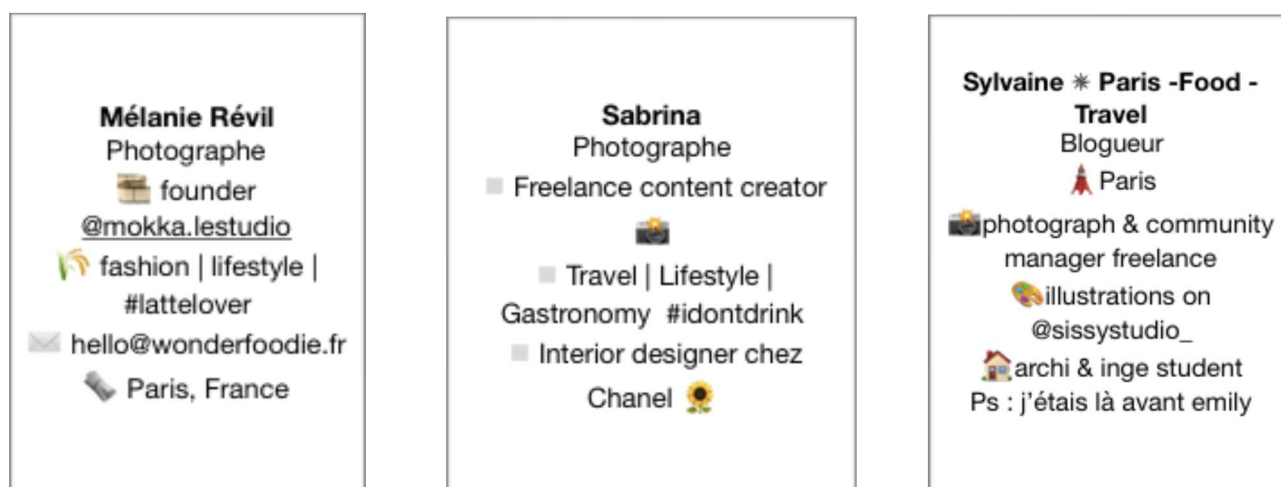 Mélanie Révil
Photographe
founder
@mokka.lestudio
fashion | lifestyle |
#lattelover
hello@wonderfoodie.fr
Paris, France
Sabrina
Photographe
Freelance content creator
Travel | Lifestyle |
Gastronomy #idontdrink
Interior designer chez
Chanel
Sylvaine ✴ Paris -Food -
Travel
Blogueur
Paris
photograph & community
manager freelance
illustrations on
@sissystudio_
archi & inge student
Ps : j'étais là avant emily